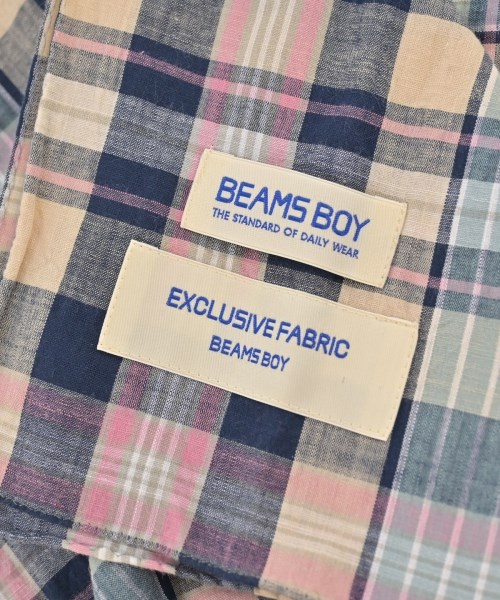 BEAMS BOY
THE STANDARD OF DAILY WEAR
EXCLUSIVE FABRIC
BEAMS BOY